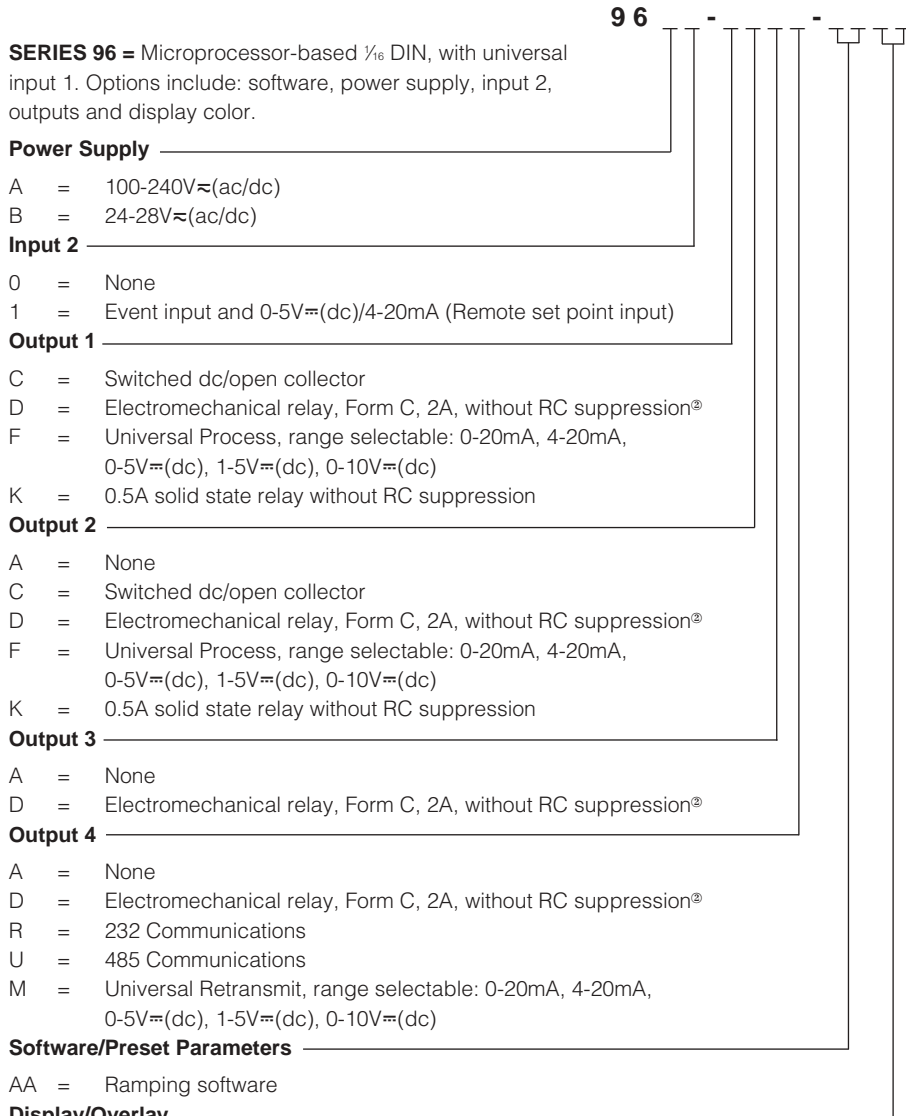 96 _ _ - _ _ _ _ - _ _
SERIES 96 = Microprocessor-based 1⁄16 DIN, with universal
input 1. Options include: software, power supply, input 2,
outputs and display color.
Power Supply
A = 100-240V≂(ac/dc)
B = 24-28V≂(ac/dc)
Input 2
0 = None
1 = Event input and 0-5V⎓(dc)/4-20mA (Remote set point input)
Output 1
C = Switched dc/open collector
D = Electromechanical relay, Form C, 2A, without RC suppression②
F = Universal Process, range selectable: 0-20mA, 4-20mA,
0-5V⎓(dc), 1-5V⎓(dc), 0-10V⎓(dc)
K = 0.5A solid state relay without RC suppression
Output 2
A = None
C = Switched dc/open collector
D = Electromechanical relay, Form C, 2A, without RC suppression②
F = Universal Process, range selectable: 0-20mA, 4-20mA,
0-5V⎓(dc), 1-5V⎓(dc), 0-10V⎓(dc)
K = 0.5A solid state relay without RC suppression
Output 3
A = None
D = Electromechanical relay, Form C, 2A, without RC suppression②
Output 4
A = None
D = Electromechanical relay, Form C, 2A, without RC suppression②
R = 232 Communications
U = 485 Communications
M = Universal Retransmit, range selectable: 0-20mA, 4-20mA,
0-5V⎓(dc), 1-5V⎓(dc), 0-10V⎓(dc)
Software/Preset Parameters
AA = Ramping software
Display/Overlay